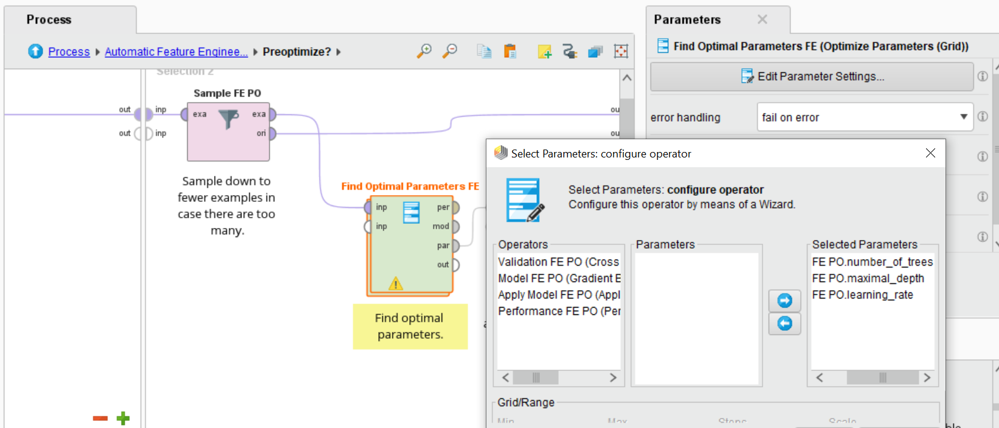 Process
Process
Automatic Feature Enginee...
Preoptimize?
Selection 2
Sample FE PO
out
inp
exa
exa
ou
out
inp
ori
ou
Sample down to
fewer examples in
case there are too
many.
Find Optimal Parameters FE
inp
per
inp
mod
par
out
Find optimal
parameters.
Parameters
Find Optimal Parameters FE (Optimize Parameters (Grid))
Edit Parameter Settings...
error handling
fail on error
Select Parameters: configure operator
Select Parameters: configure operator
Configure this operator by means of a Wizard.
Operators
Validation FE PO (Cross
Model FE PO (Gradient
Apply Model FE PO (Appl
Performance FE PO (Per
Parameters
Selected Parameters
FE PO.number_of_trees
FE PO.maximal_depth
FE PO.learning_rate
Grid/Range
Min
Max
Steps
Scale